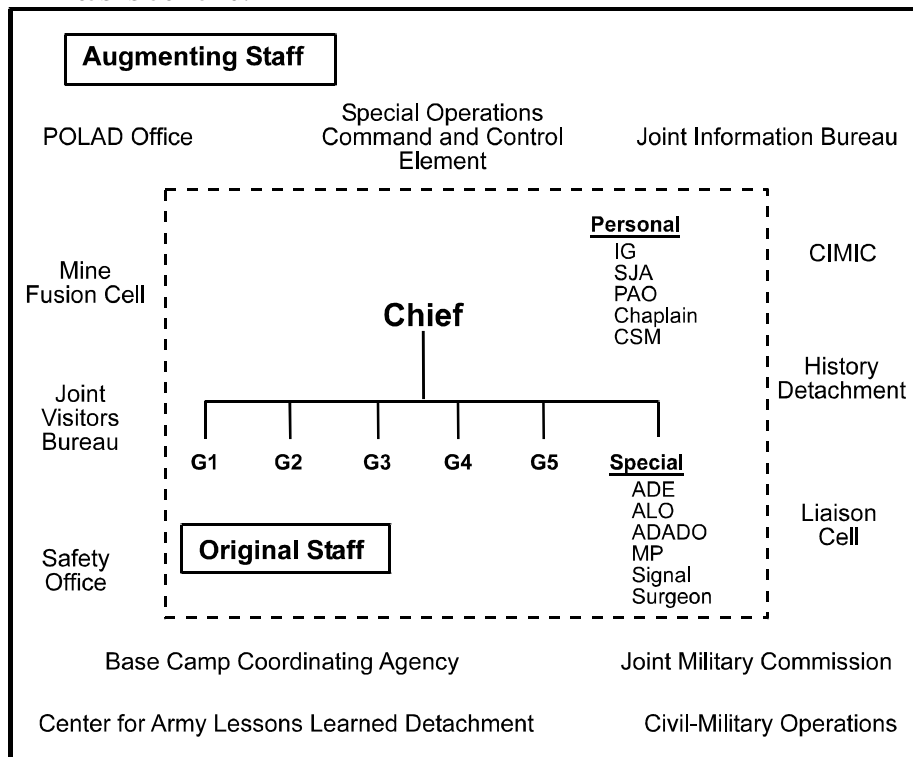 Augmenting Staff
POLAD Office
Special Operations
Command and Control
Element
Joint Information Bureau
Mine
Fusion Cell
Joint
Visitors
Bureau
Safety
Office
Personal
IG
SJA
PAO
Chaplain
CSM
Chief
G1 G2 G3 G4 G5 Special
ADE
ALO
ADADO
MP
Signal
Surgeon
Original Staff
CIMIC
History
Detachment
Liaison
Cell
Base Camp Coordinating Agency
Joint Military Commission
Center for Army Lessons Learned Detachment
Civil-Military Operations